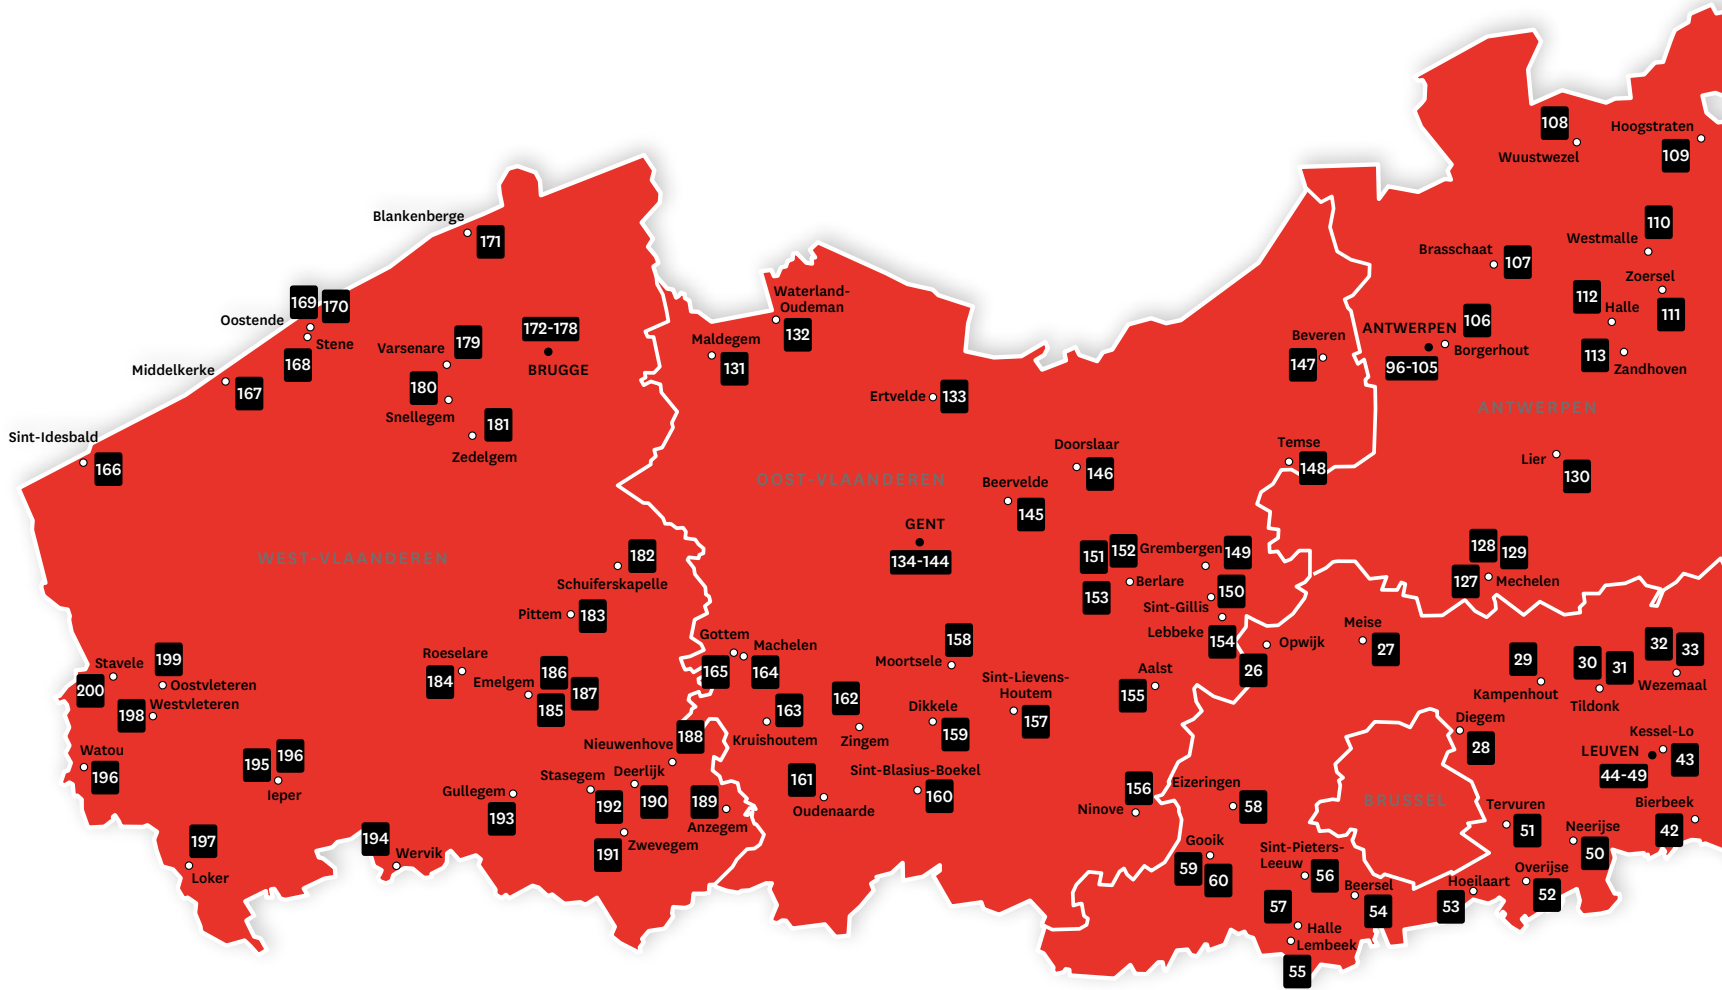 108
Hoogstraten
Wuustwezel
109
Blankenberge
171
110
Westmalle
Brasschaat
107
Zoersel
112
Halle
111
169
170
Oostende
Stene
168
Waterland-
Oudeman
132
172-178
BRUGGE
Varsenare
179
180
Snellegem
181
Zedelgem
Maldegem
131
Middelkerke
167
Beveren
147
ANTWERPEN
106
Borgerhout
96-105
113
Zandhoven
Ertvelde
133
ANTWERPEN
Sint-Idesbald
166
Doorslaar
146
Temse
148
Lier
130
OOST-VLAANDEREN
Beervelde
145
GENT
134-144
WEST-VLAANDEREN
182
Schuiferskapelle
151
152
Grembergen
149
128
129
127
Mechelen
Berlare
153
150
Sint-Gillis
Pittem
183
Lebbeke
154
Opwijk
26
Meise
27
Gottem
Machelen
165
164
158
Moortsele
29
Kampenhout
30
31
Tildonk
32
33
Wezemaal
Stavele
199
200
Oostvleteren
198
Westvleteren
Roeselare
184
Emelgem
186
187
185
Aalst
155
Sint-Lievens-
Houtem
157
162
Zingem
163
Kruishoutem
Dikkele
159
Diegem
28
Kessel-Lo
LEUVEN
43
44-49
Nieuwenhove
188
Watou
196
195
196
Ieper
Stasegem
Deerlijk
192
190
189
Anzegem
Gullegem
193
161
Oudenaarde
Sint-Blasius-Boekel
160
156
Ninove
Eizeringen
58
BRUSSEL
Tervuren
51
Bierbeek
42
Neerijse
50
197
Loker
194
Wervik
191
Zwevegem
Gooik
59
60
Sint-Pieters-
Leeuw
56
Beersel
54
Hoeilaart
53
Overijse
52
57
Halle
Lembeek
55